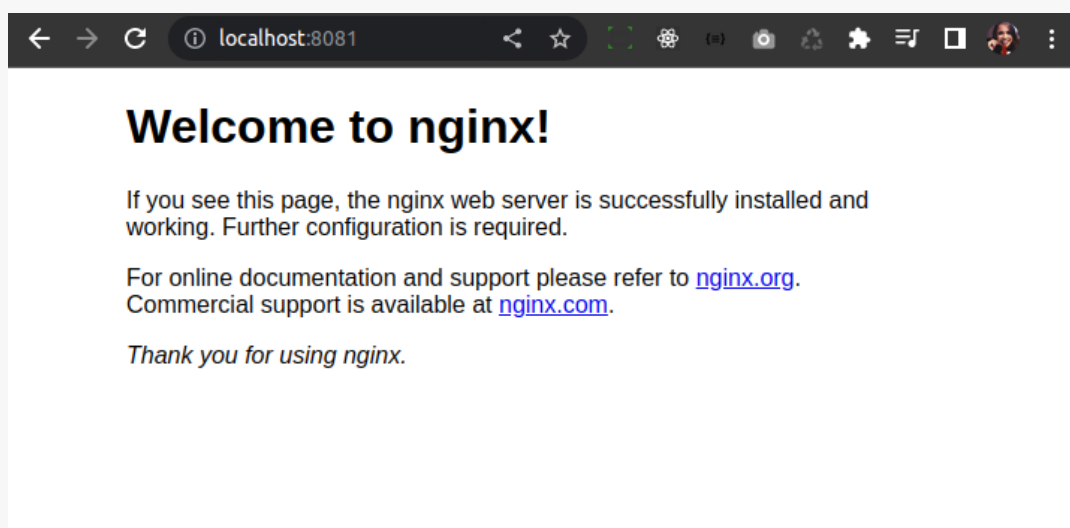 localhost:8081
Welcome to nginx!
If you see this page, the nginx web server is successfully installed and
working. Further configuration is required.
For online documentation and support please refer to nginx.org.
Commercial support is available at nginx.com.
Thank you for using nginx.